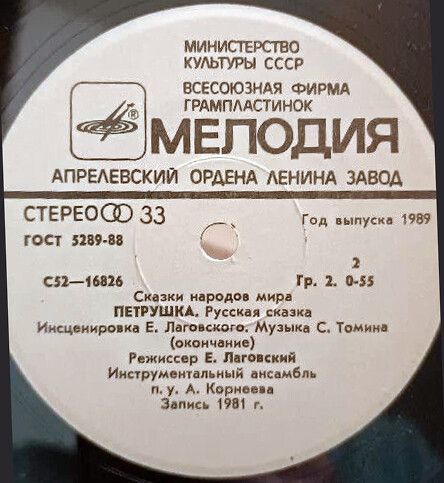 МИНИСТЕРСТВО
КУЛЬТУРЫ СССР
ВСЕСОЮЗНАЯ ФИРМА
ГРАМПЛАСТИНОК
®
МЕЛОДИЯ
АПРЕЛЕВСКИЙ ОРДЕНА ЛЕНИНА ЗАВОД
СТЕРЕО 33
Год выпуска 1989
ГОСТ 5289-88
2
С52—16826
Гр. 2. 0-55
Сказки народов мира
ПЕТРУШКА. Русская сказка
Инсценировка Е. Лаговского. Музыка С. Томина
(окончание)
Режиссер Е. Лаговский
Инструментальный ансамбль
п. у. А. Корнеева
Запись 1981 г.